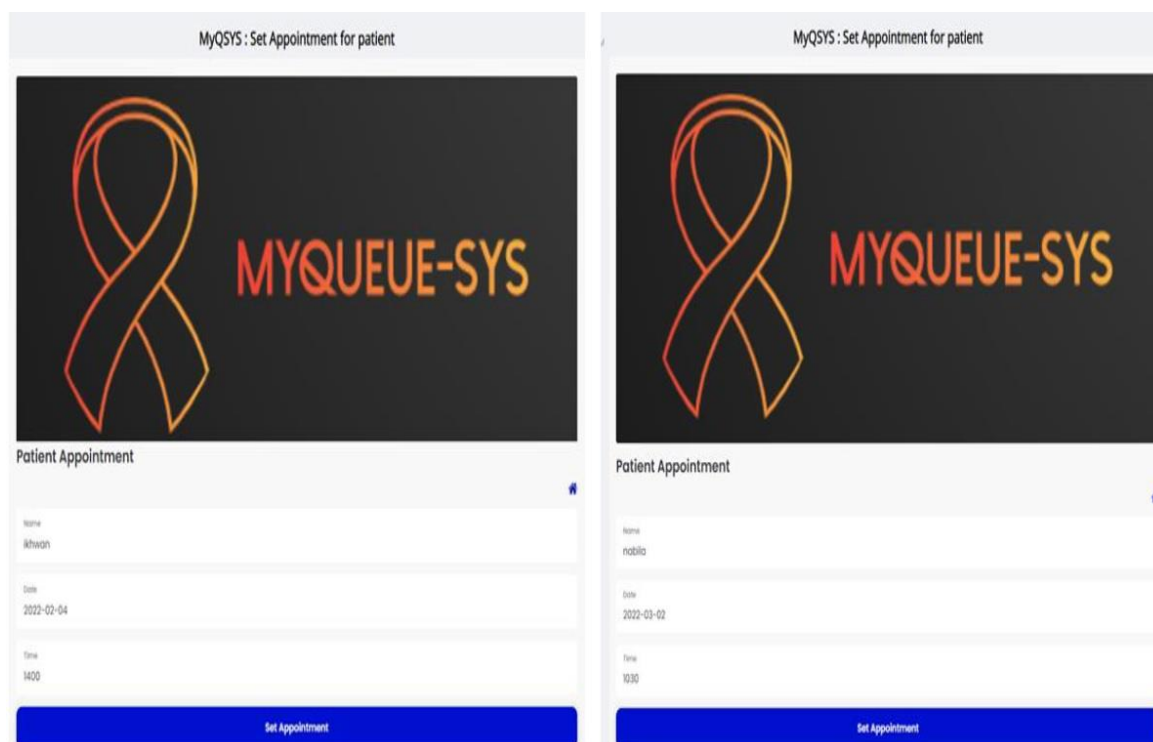 MyQSYS : Set Appointment for patient
MYQUEUE-SYS
Patient Appointment
Name
ikhwan
Date
2022-02-04
Time
1400
Set Appointment
MyQSYS : Set Appointment for patient
MYQUEUE-SYS
Patient Appointment
Name
nabila
Date
2022-03-02
Time
1030
Set Appointment